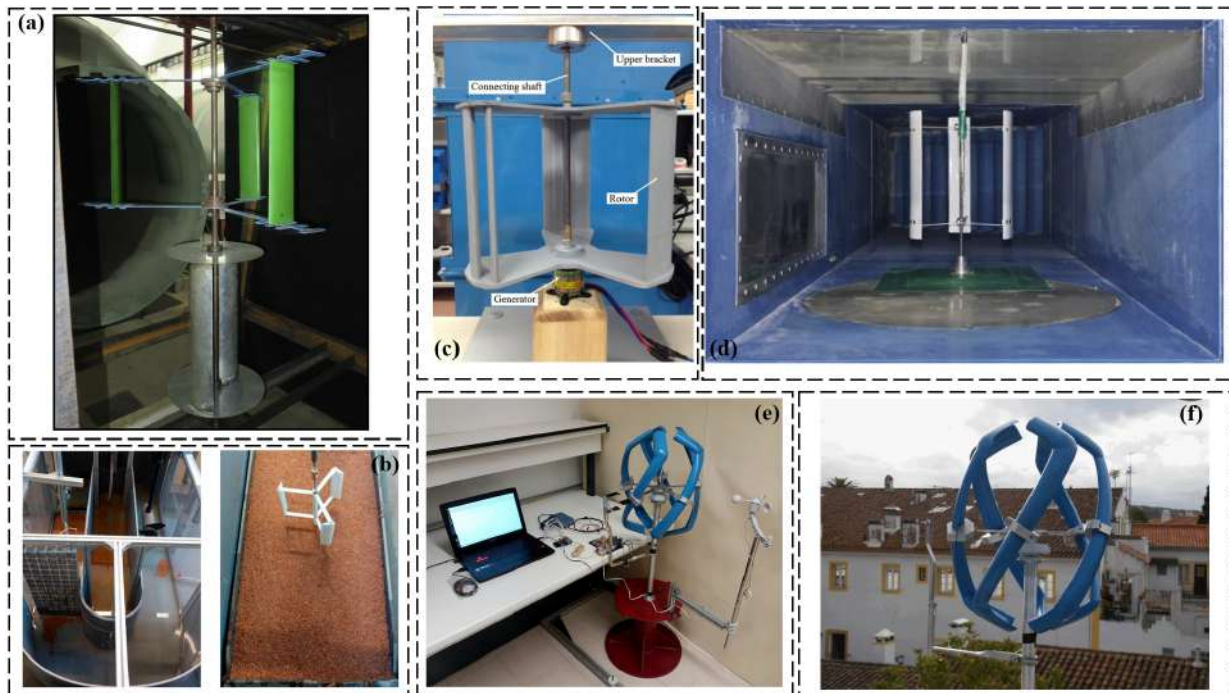 (a)
Upper bracket
Connecting shaft
Rotor
Generator
(c)
(d)
(b)
(e)
(f)